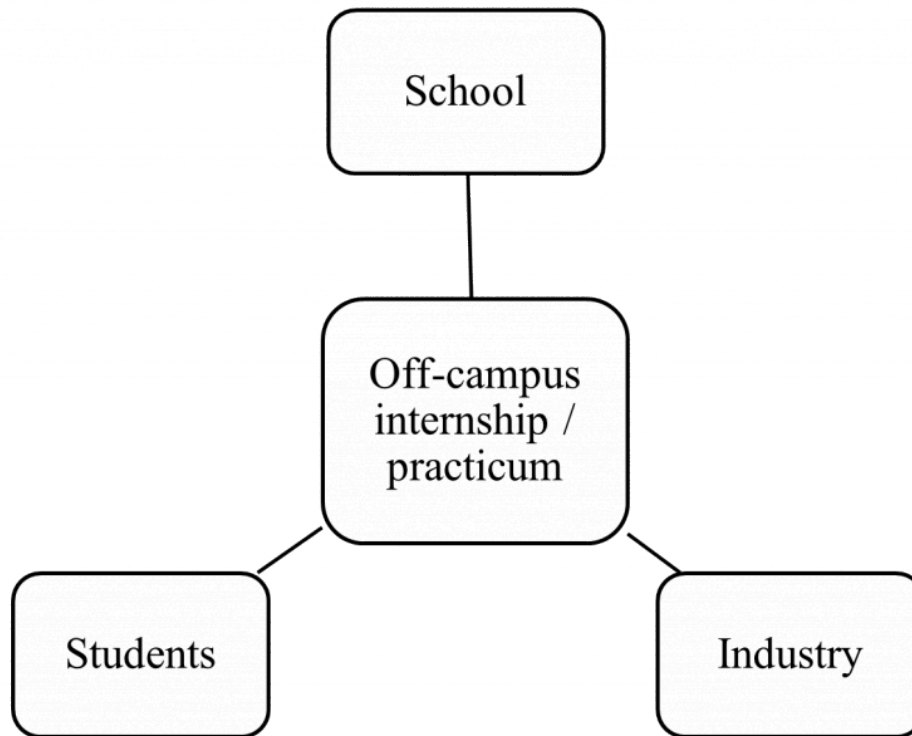 School
Off-campus
internship /
practicum
Students
Industry